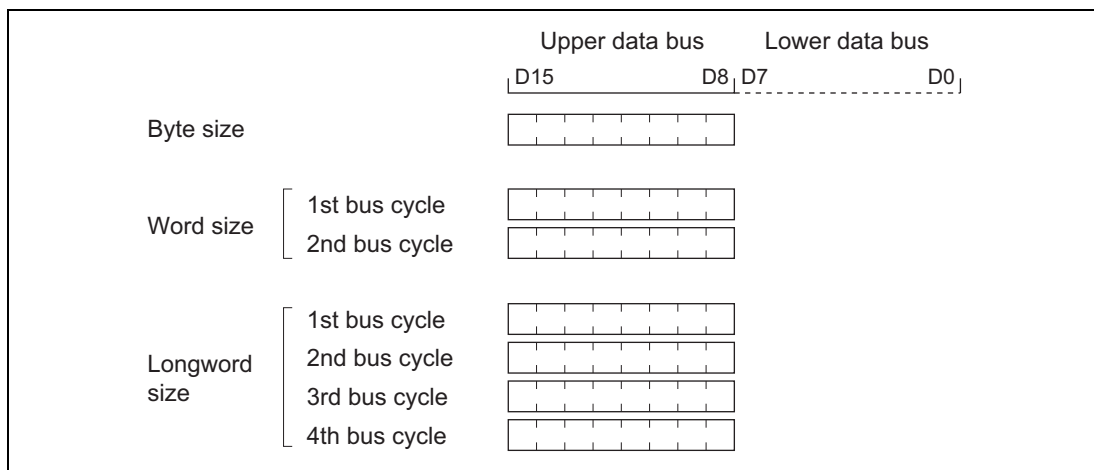 Upper data bus Lower data bus
D15 D8 D7 D0
Byte size
Word size
1st bus cycle
2nd bus cycle
Longword
size
1st bus cycle
2nd bus cycle
3rd bus cycle
4th bus cycle